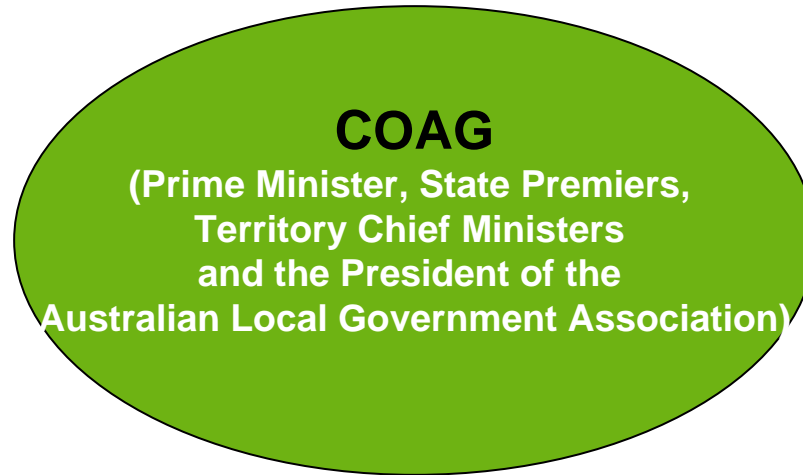 COAG
(Prime Minister, State Premiers,
Territory Chief Ministers
and the President of the
Australian Local Government Association)